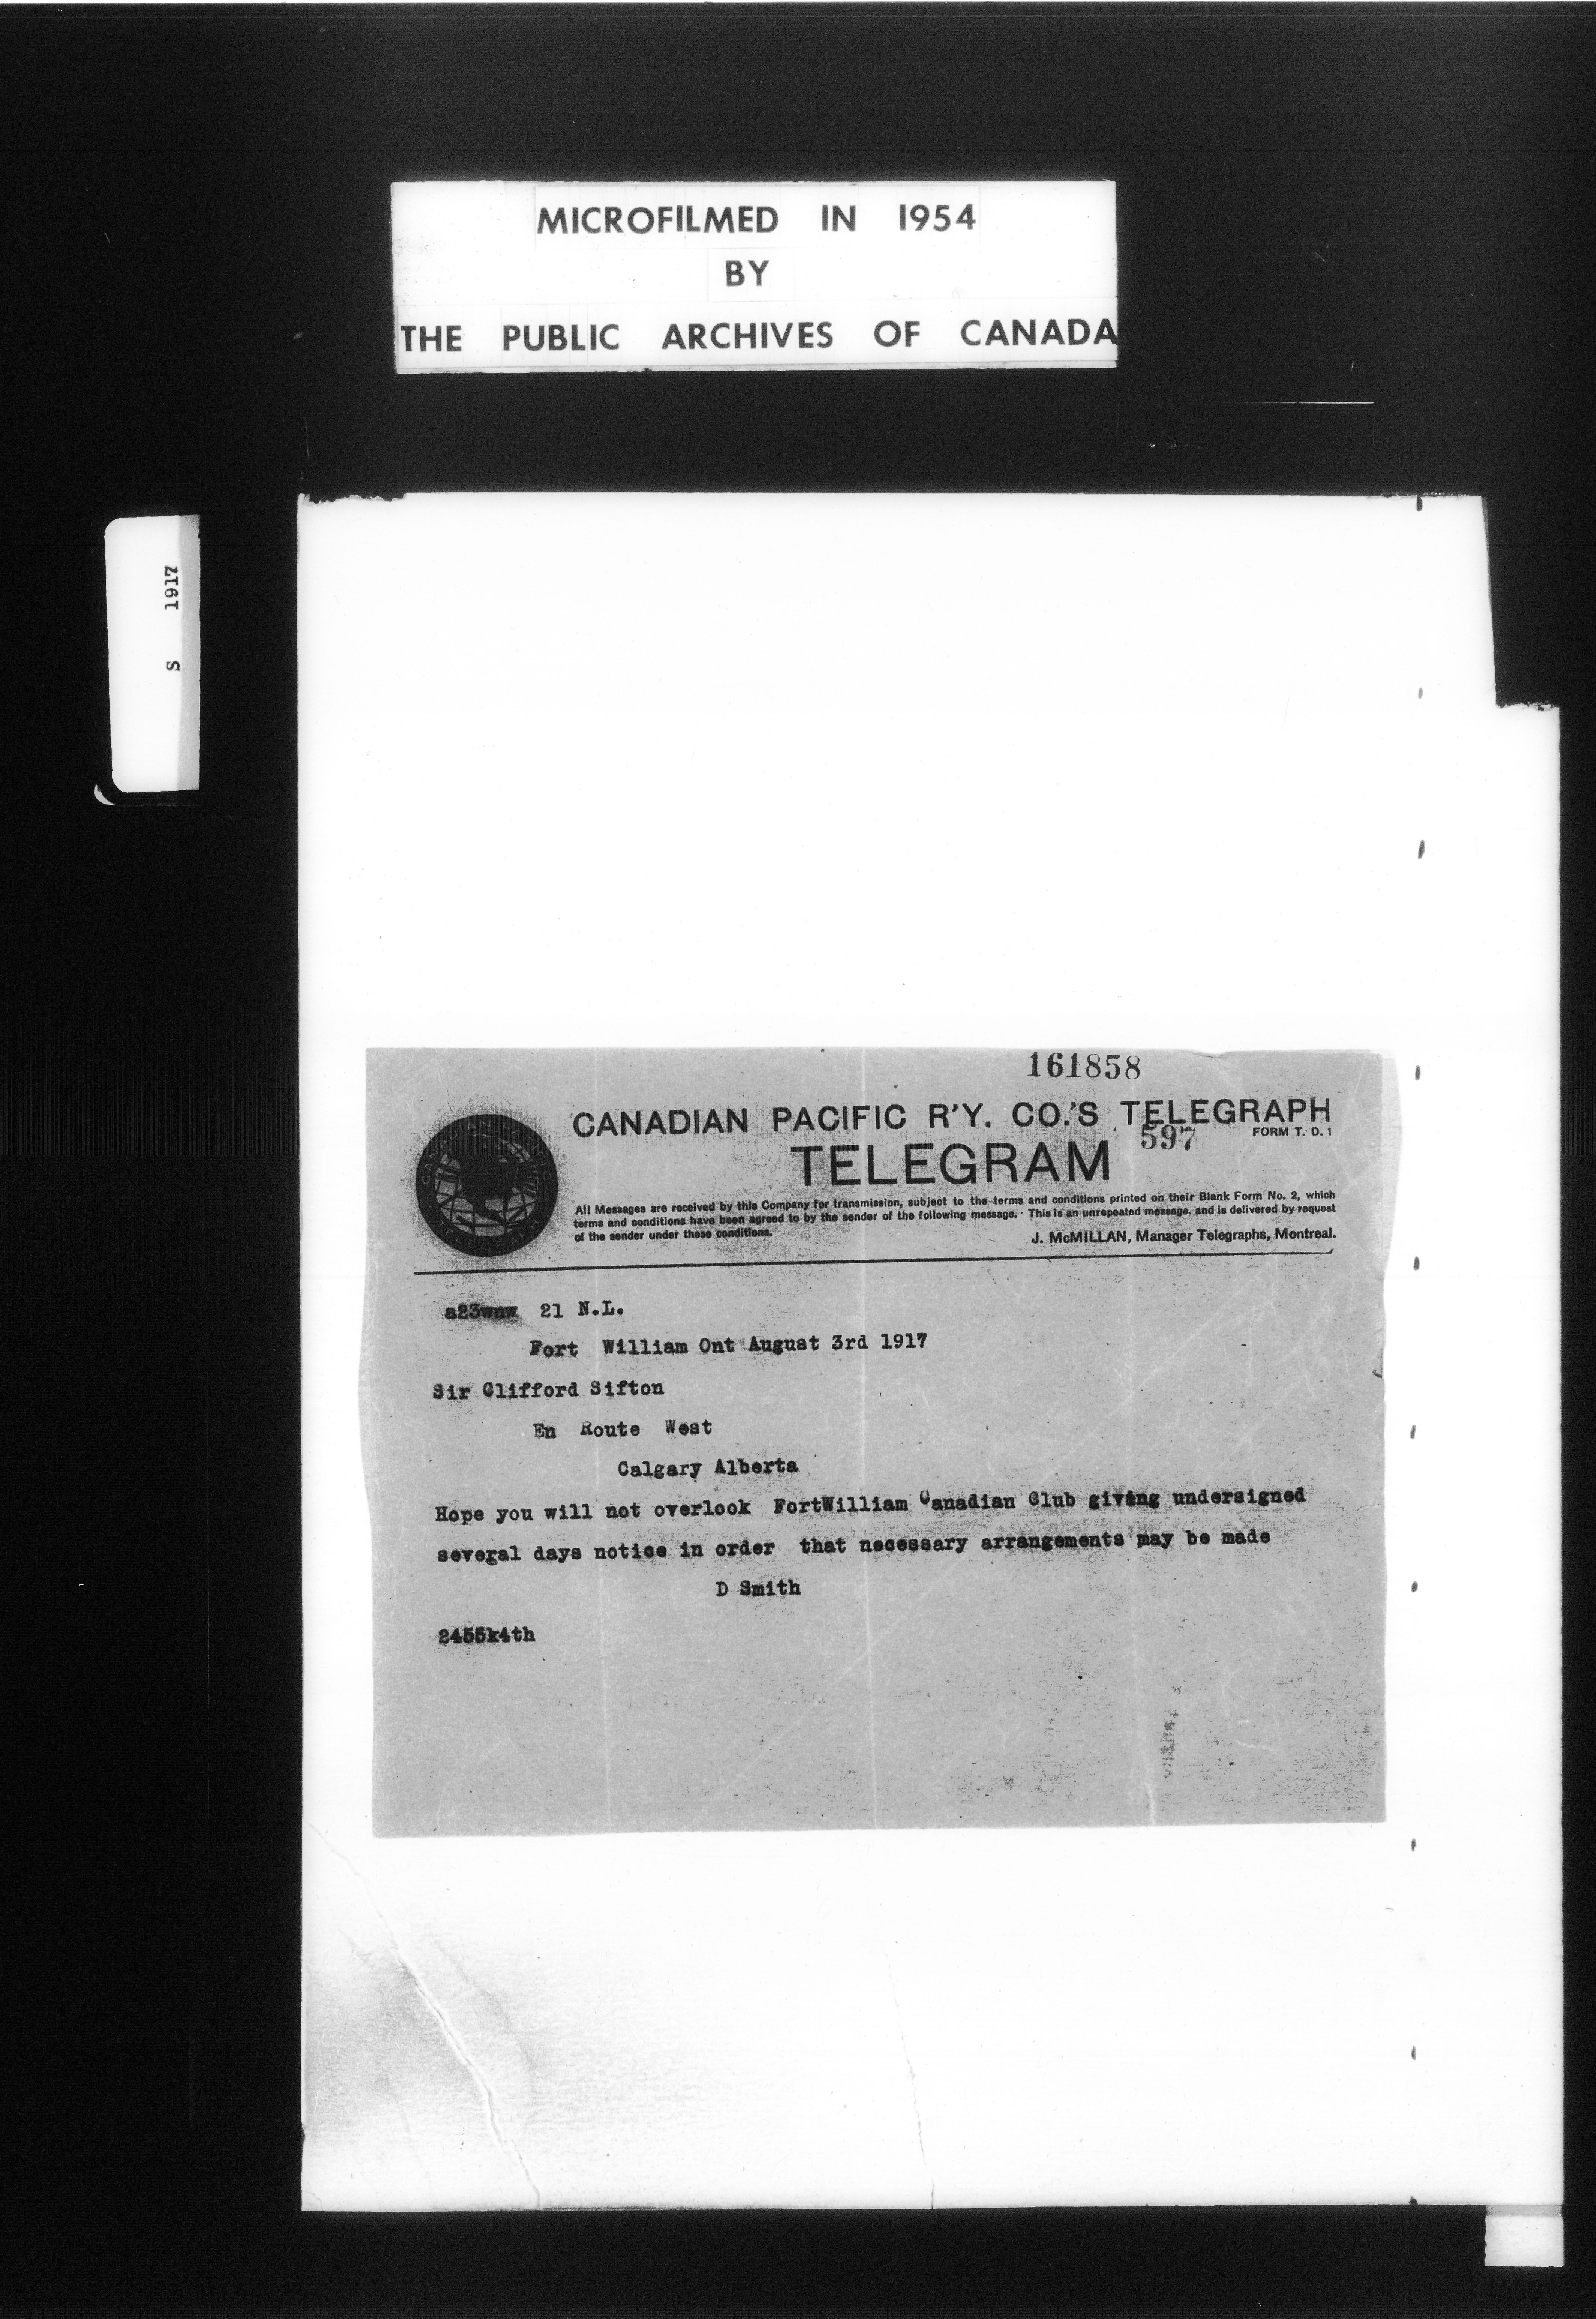 MICROFILMED IN 1954
BY
THE PUBLIC ARCHIVES OF CANADA
S 1917
161858
CANADIAN PACIFIC R'Y. CO.'S TELEGRAPH
597 FORM T. D. 1
TELEGRAM
CANADIAN PACIFIC
TELEGRAPH
All Messages are received by this Company for transmission, subject to the terms and conditions printed on their Blank Form No. 2, which
terms and conditions have been agreed to by the sender of the following message. This is an unrepeated message, and is delivered by request
of the sender under these conditions.
J. McMILLAN, Manager Telegraphs, Montreal.
a23wnw 21 N.L.
Fort William Ont August 3rd 1917
Sir Clifford Sifton
En Route West
Calgary Alberta
Hope you will not overlook FortWilliam Canadian Club giving undersigned
several days notice in order that necessary arrangements may be made
D Smith
2455k4th